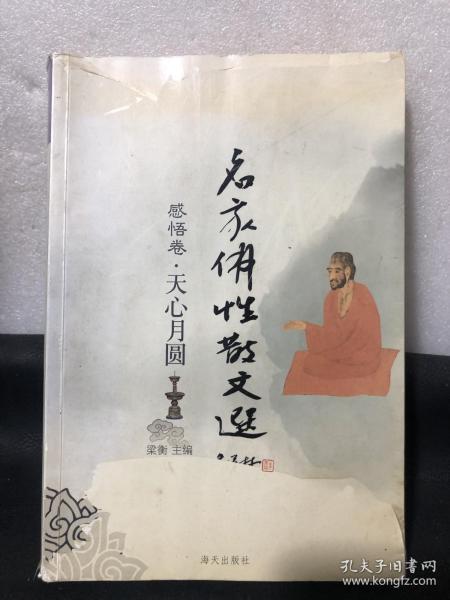 名家佛性散文選
感悟卷·天心月圆
梁衡 主编
海天出版社
孔夫子旧书网
www.kongfz.com